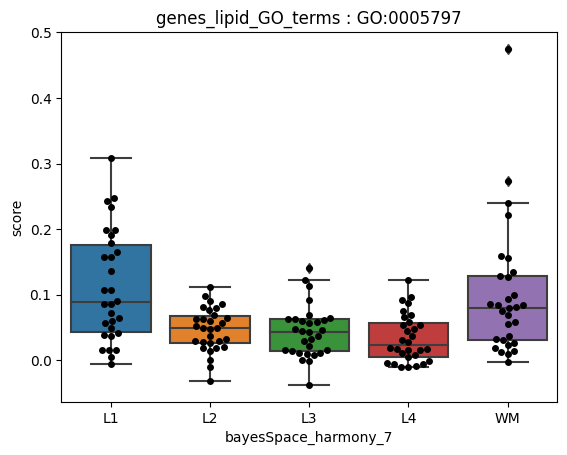 genes_lipid_GO_terms : GO:0005797
score
0.5
0.4
0.3
0.2
0.1
0.0
L1 L2 L3 L4 WM
bayesSpace_harmony_7